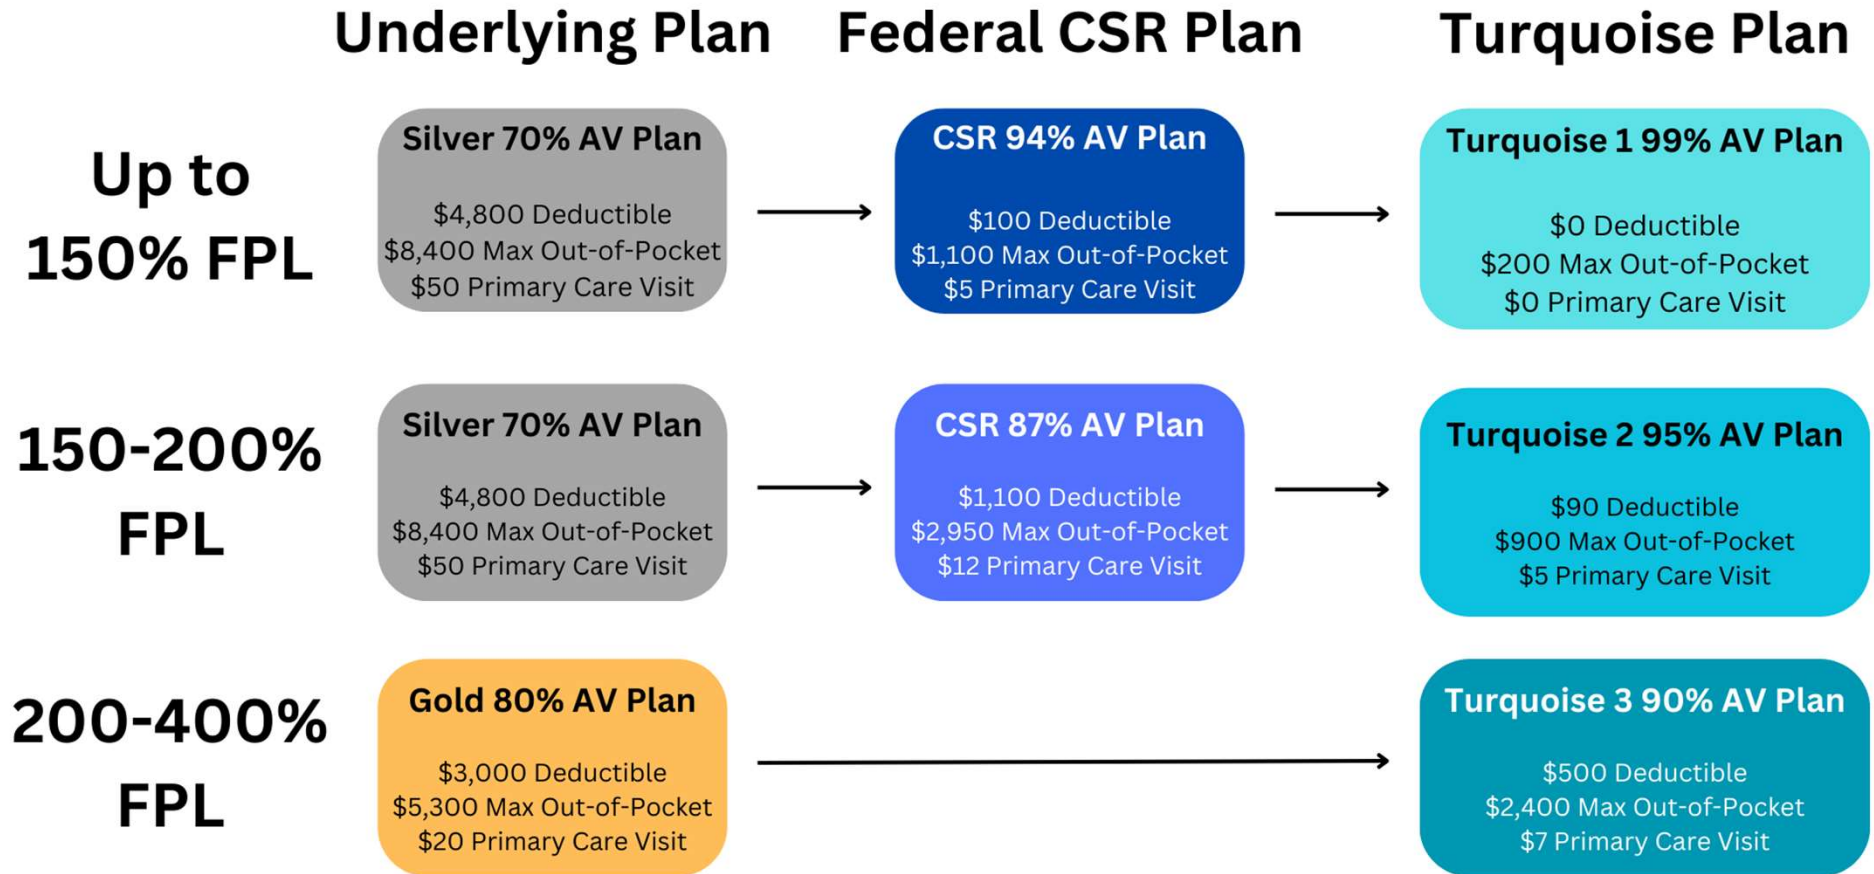 Underlying Plan
Federal CSR Plan
Turquoise Plan
Up to
150% FPL
Silver 70% AV Plan
$4,800 Deductible
$8,400 Max Out-of-Pocket
$50 Primary Care Visit
CSR 94% AV Plan
$100 Deductible
$1,100 Max Out-of-Pocket
$5 Primary Care Visit
Turquoise 1 99% AV Plan
$0 Deductible
$200 Max Out-of-Pocket
$0 Primary Care Visit
150-200%
FPL
Silver 70% AV Plan
$4,800 Deductible
$8,400 Max Out-of-Pocket
$50 Primary Care Visit
CSR 87% AV Plan
$1,100 Deductible
$2,950 Max Out-of-Pocket
$12 Primary Care Visit
Turquoise 2 95% AV Plan
$90 Deductible
$900 Max Out-of-Pocket
$5 Primary Care Visit
200-400%
FPL
Gold 80% AV Plan
$3,000 Deductible
$5,300 Max Out-of-Pocket
$20 Primary Care Visit
Turquoise 3 90% AV Plan
$500 Deductible
$2,400 Max Out-of-Pocket
$7 Primary Care Visit